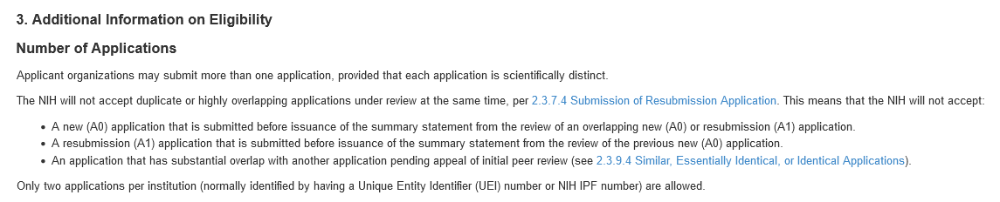 3. Additional Information on Eligibility
Number of Applications
Applicant organizations may submit more than one application, provided that each application is scientifically distinct.
The NIH will not accept duplicate or highly overlapping applications under review at the same time, per 2.3.7.4 Submission of Resubmission Application. This means that the NIH will not accept:
• A new (A0) application that is submitted before issuance of the summary statement from the review of an overlapping new (A0) or resubmission (A1) application.
• A resubmission (A1) application that is submitted before issuance of the summary statement from the review of the previous new (A0) application.
• An application that has substantial overlap with another application pending appeal of initial peer review (see 2.3.9.4 Similar, Essentially Identical, or Identical Applications).
Only two applications per institution (normally identified by having a Unique Entity Identifier (UEI) number or NIH IPF number) are allowed.